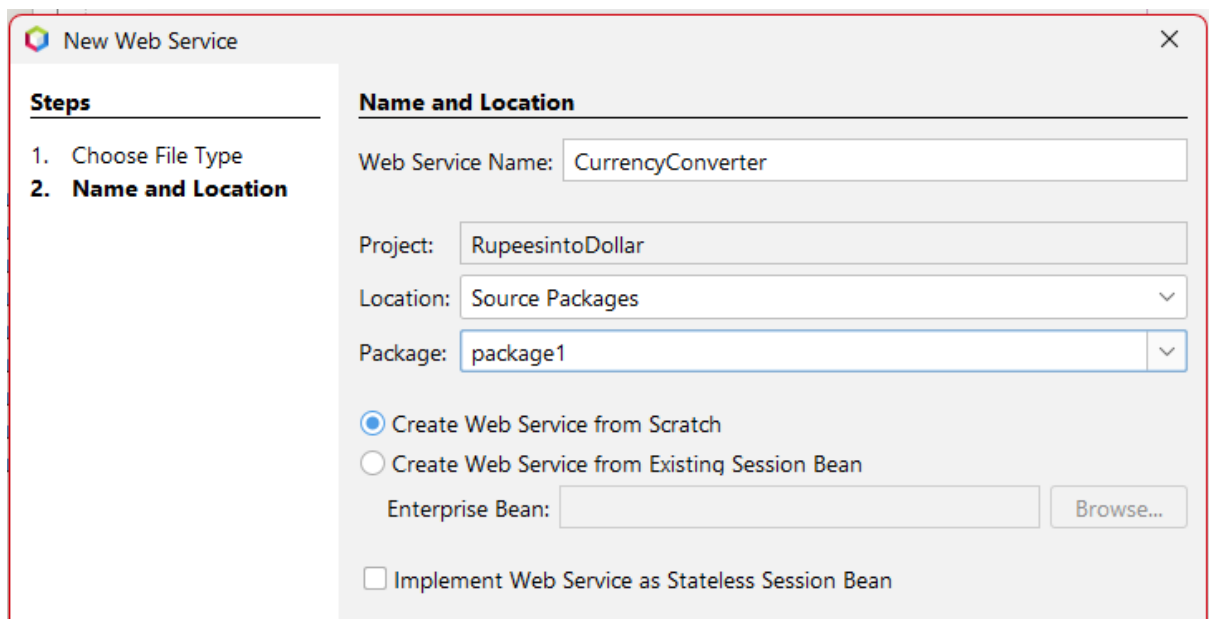 New Web Service
Steps
1. Choose File Type
2. Name and Location
Name and Location
Web Service Name: CurrencyConverter
Project: RupeesintoDollar
Location: Source Packages
Package: package1
Create Web Service from Scratch
Create Web Service from Existing Session Bean
Enterprise Bean: Browse...
Implement Web Service as Stateless Session Bean